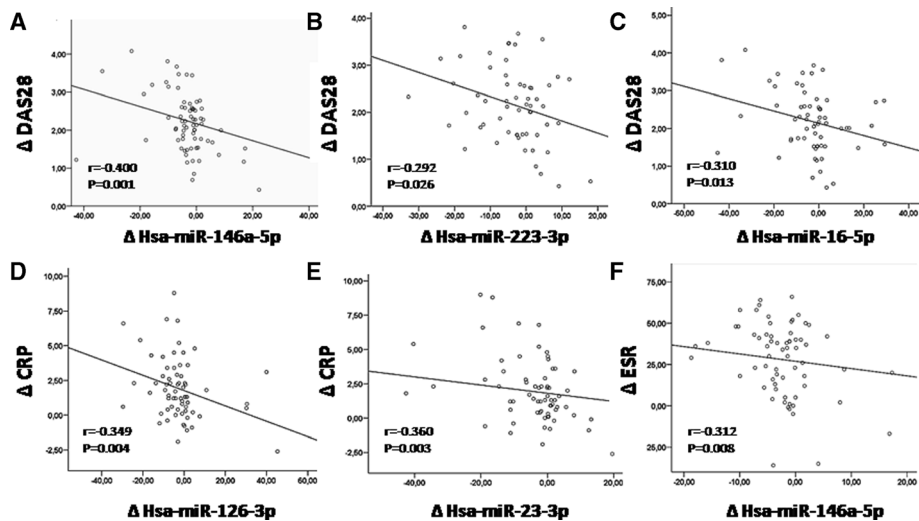 A
B
C
Δ DAS28
4,00
3,00
2,00
1,00
0,00
r=-0.400
P=0.001
-40,00 -20,00 0,00 20,00 40,00
Δ Hsa-miR-146a-5p
Δ DAS28
4,00
3,00
2,00
1,00
0,00
r=-0.292
P=0.026
-40,00 -30,00 -20,00 -10,00 0,00 10,00 20,00
Δ Hsa-miR-223-3p
Δ DAS28
5,00
4,00
3,00
2,00
1,00
0,00
r=-0.310
P=0.013
-60,00 -40,00 -20,00 0,00 20,00 40,00
Δ Hsa-miR-16-5p
D
E
F
Δ CRP
10,00
7,50
5,00
2,50
0,00
-2,50
r=-0.349
P=0.004
-40,00 -20,00 0,00 20,00 40,00 60,00
Δ Hsa-miR-126-3p
Δ CRP
10,00
7,50
5,00
2,50
0,00
-2,50
r=-0.360
P=0.003
-40,00 -20,00 0,00 20,00
Δ Hsa-miR-23-3p
Δ ESR
75,00
50,00
25,00
0,00
25,00
r=-0.312
P=0.008
-20,00 -10,00 0,00 10,00 20,00
Δ Hsa-miR-146a-5p